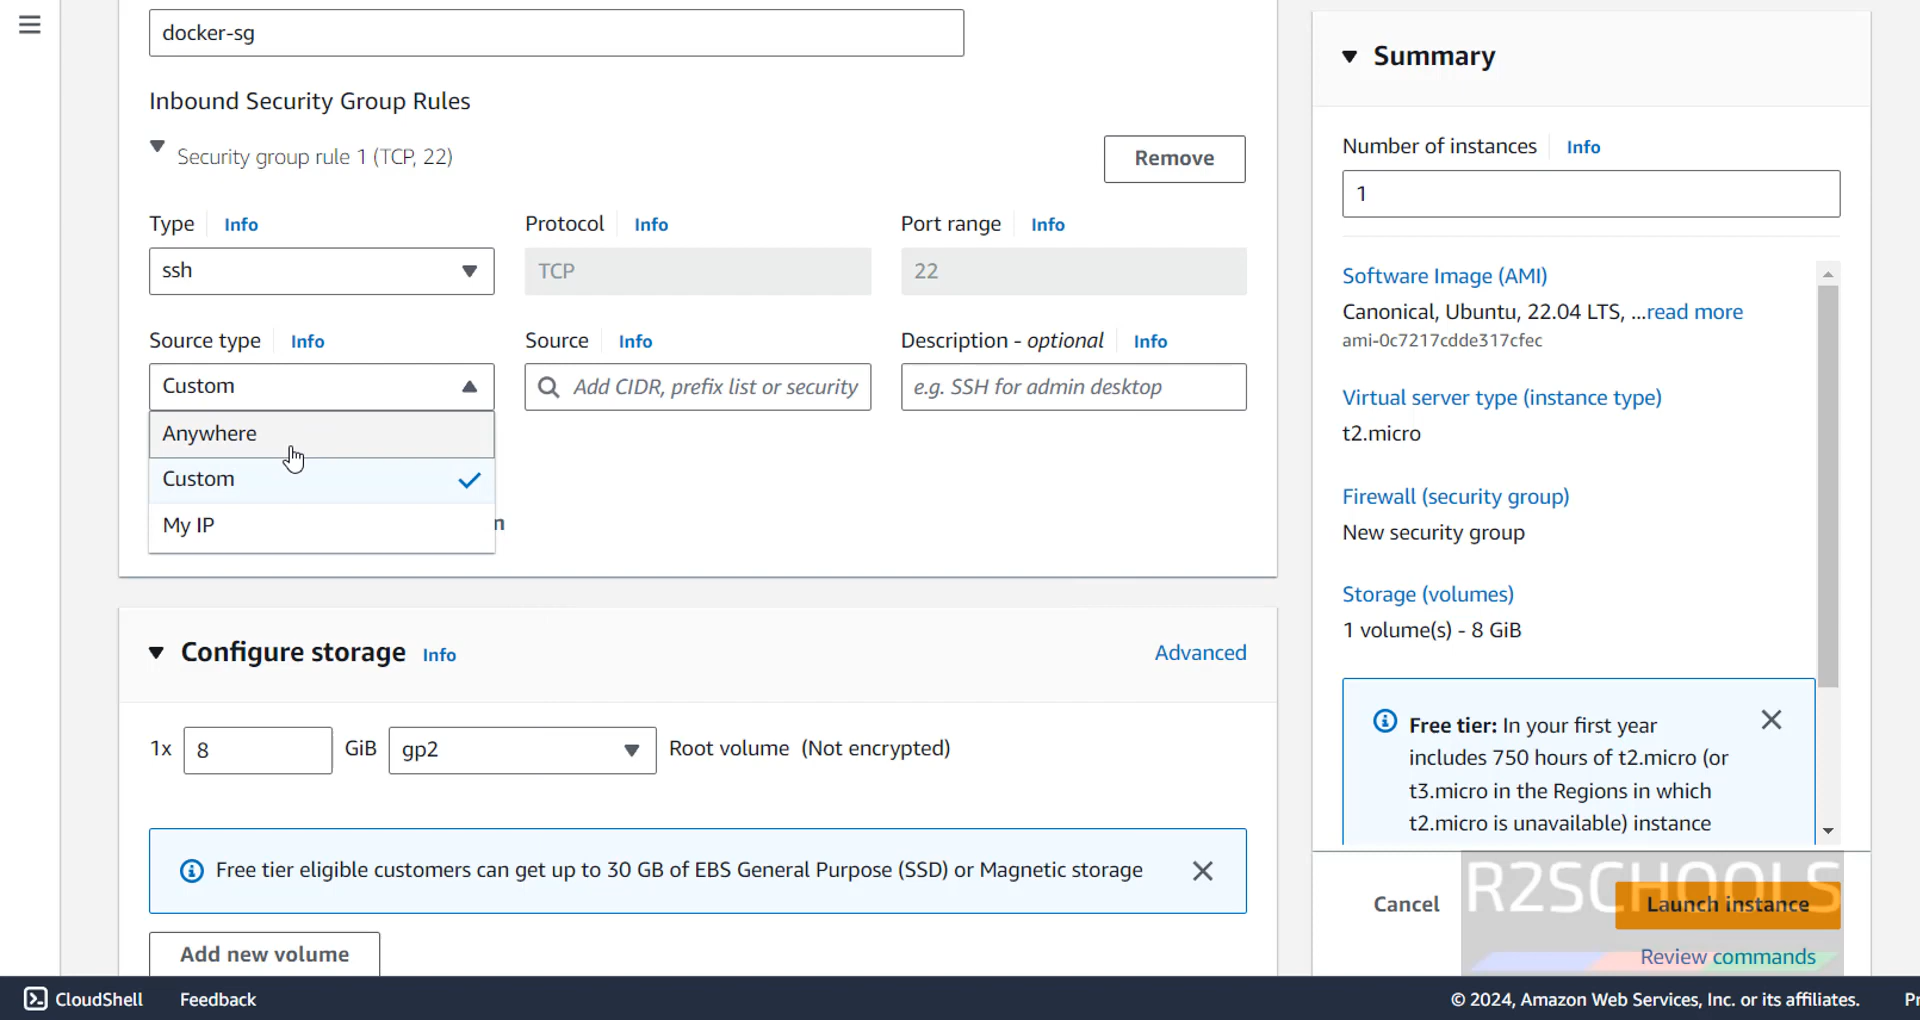 docker-sg
Inbound Security Group Rules
Security group rule 1 (TCP, 22)
Remove
Type Info
Protocol Info
Port range Info
ssh
TCP
22
Source type Info
Source Info
Description - optional Info
Custom
Add CIDR, prefix list or security
e.g. SSH for admin desktop
Anywhere
Custom
My IP
n
Configure storage Info
Advanced
1x 8 GiB gp2 Root volume (Not encrypted)
Free tier eligible customers can get up to 30 GB of EBS General Purpose (SSD) or Magnetic storage
Add new volume
Summary
Number of instances Info
1
Software Image (AMI)
Canonical, Ubuntu, 22.04 LTS, ...read more
ami-0c7217cdde317cfec
Virtual server type (instance type)
t2.micro
Firewall (security group)
New security group
Storage (volumes)
1 volume(s) - 8 GiB
Free tier: In your first year
includes 750 hours of t2.micro (or
t3.micro in the Regions in which
t2.micro is unavailable) instance
R2SCHOOLS
Cancel
Launch instance
Review commands
CloudShell Feedback
© 2024, Amazon Web Services, Inc. or its affiliates. Pr